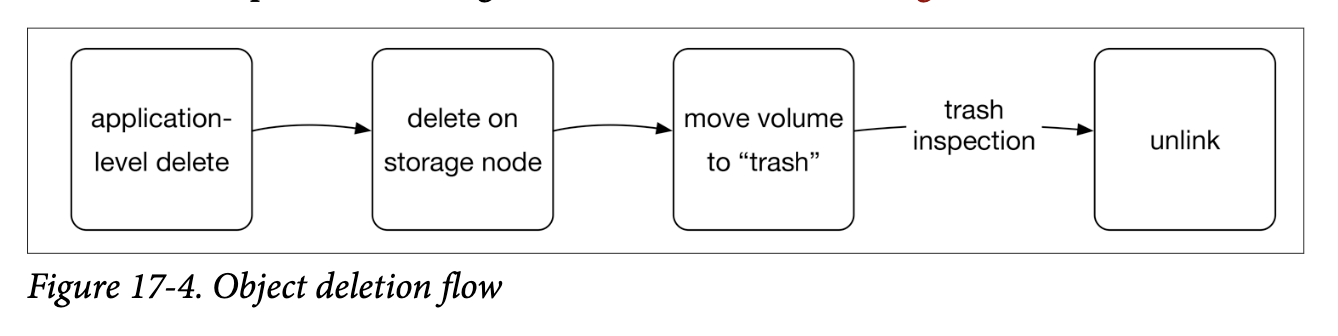 application-
level delete
delete on
storage node
move volume
to “trash”
trash
inspection
unlink
Figure 17-4. Object deletion flow